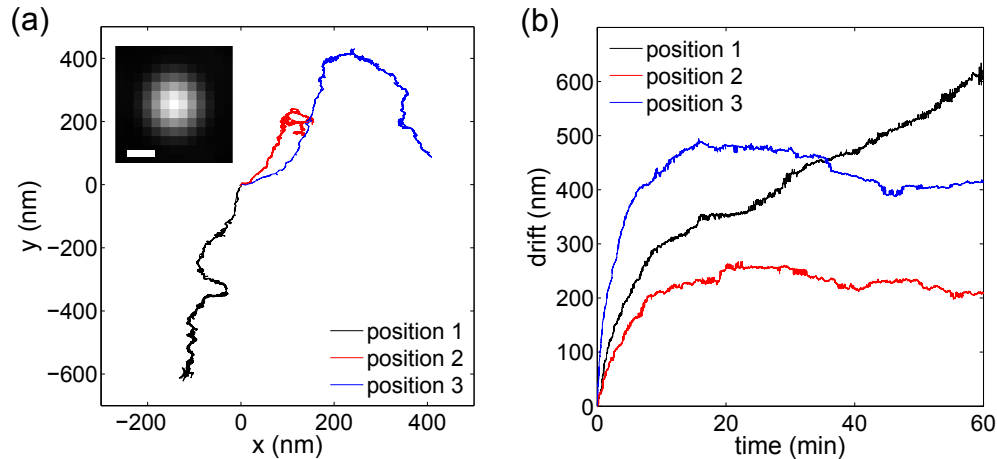 (a)
400
200
0
−200
−400
−600
y (nm)
−200
0
200
400
x (nm)
position 1
position 2
position 3
(b)
position 1
position 2
position 3
600
500
400
300
200
100
0
drift (nm)
0
20
40
60
time (min)